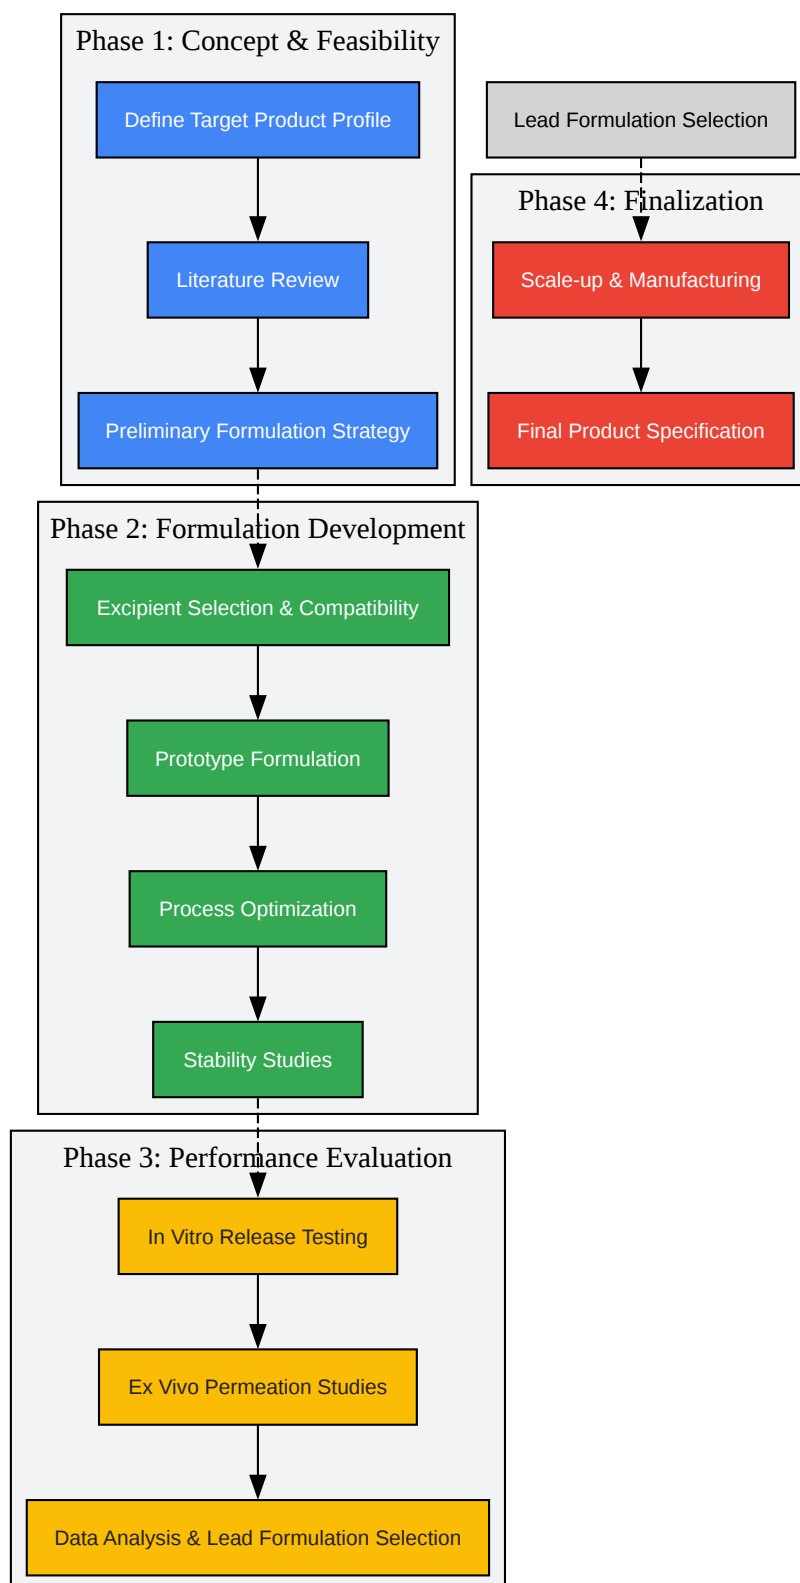 Phase 1: Concept & Feasibility
Define Target Product Profile
Literature Review
Preliminary Formulation Strategy
Lead Formulation Selection
Phase 4: Finalization
Scale-up & Manufacturing
Final Product Specification
Phase 2: Formulation Development
Excipient Selection & Compatibility
Prototype Formulation
Process Optimization
Stability Studies
Phase 3: Performance Evaluation
In Vitro Release Testing
Ex Vivo Permeation Studies
Data Analysis & Lead Formulation Selection